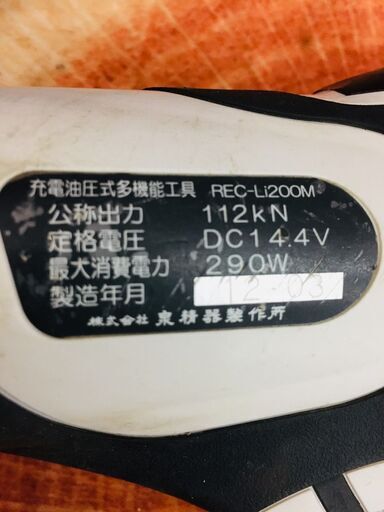 充電油圧式多機能工具 REC-Li200M
公称出力 112kN
定格電圧 DC14.4V
最大消費電力 290W
製造年月 12-03
株式会社 泉精器製作所